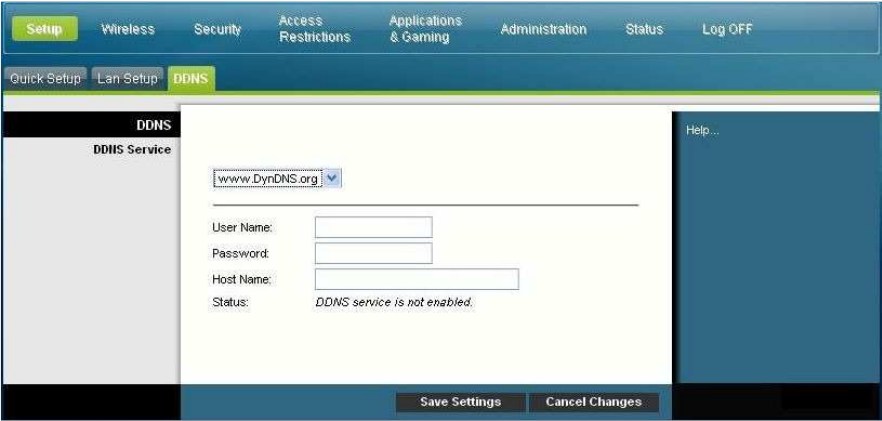 Setup Wireless Security Access Restrictions Applications & Gaming Administration Status Log OFF
Quick Setup Lan Setup DDNS
DDNS
Help...
DDNS Service
www.DynDNS.org
User Name:
Password:
Host Name:
Status: DDNS service is not enabled.
Save Settings Cancel Changes